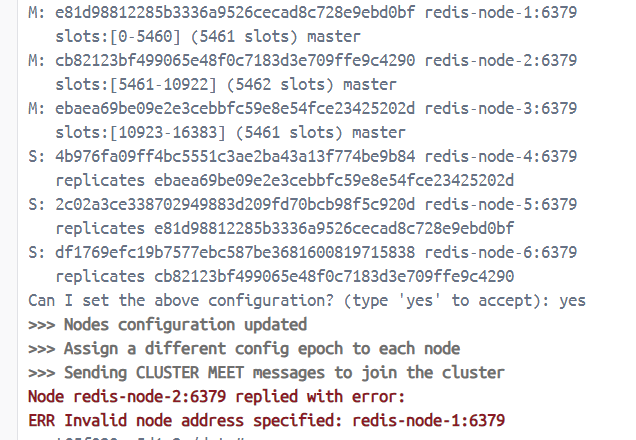 M: e81d98812285b3336a9526cecad8c728e9ebd0bf redis-node-1:6379
slots:[0-5460] (5461 slots) master
M: cb82123bf499065e48f0c7183d3e709ffe9c4290 redis-node-2:6379
slots:[5461-10922] (5462 slots) master
M: ebaea69be09e2e3cebbfc59e8e54fce23425202d redis-node-3:6379
slots:[10923-16383] (5461 slots) master
S: 4b976fa09ff4bc5551c3ae2ba43a13f774be9b84 redis-node-4:6379
replicates ebaea69be09e2e3cebbfc59e8e54fce23425202d
S: 2c02a3ce338702949883d209fd70bcb98f5c920d redis-node-5:6379
replicates e81d98812285b3336a9526cecad8c728e9ebd0bf
S: df1769efc19b7577ebc587be3681600819715838 redis-node-6:6379
replicates cb82123bf499065e48f0c7183d3e709ffe9c4290
Can I set the above configuration? (type 'yes' to accept): yes
>>> Nodes configuration updated
>>> Assign a different config epoch to each node
>>> Sending CLUSTER MEET messages to join the cluster
Node redis-node-2:6379 replied with error:
ERR Invalid node address specified: redis-node-1:6379